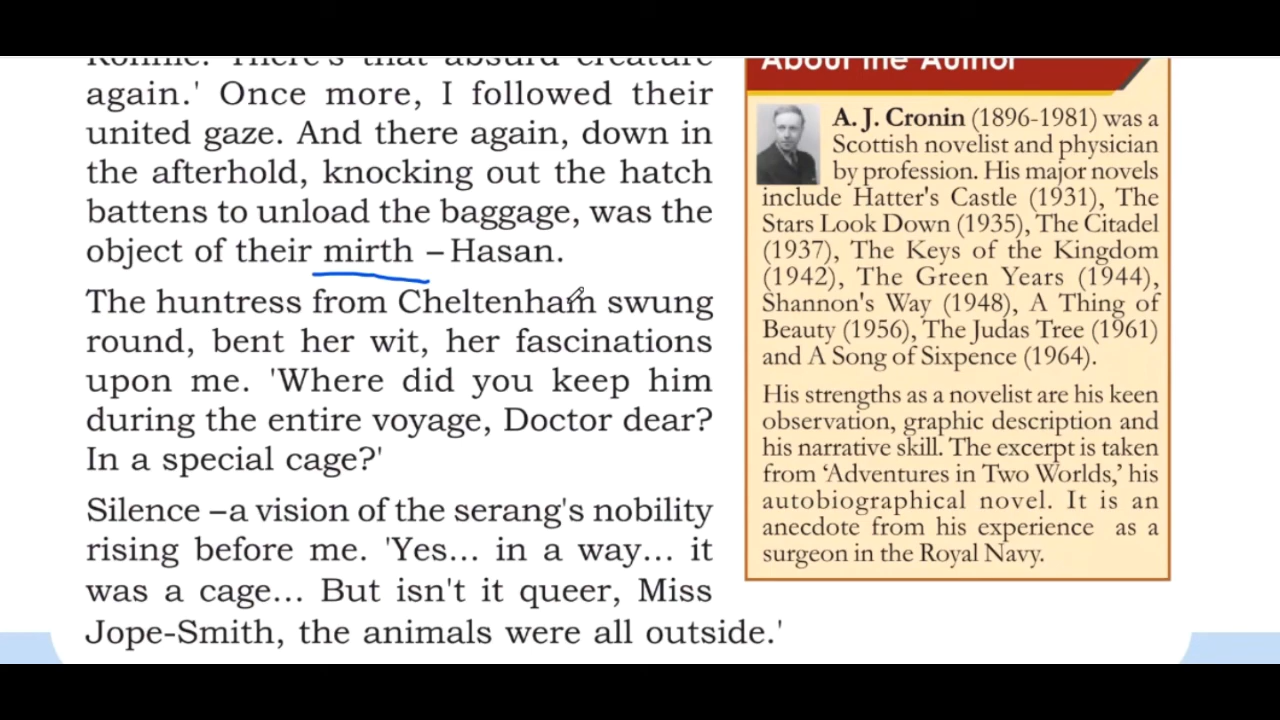 Ronnie! There's that absurd creature
again.' Once more, I followed their
united gaze. And there again, down in
the afterhold, knocking out the hatch
battens to unload the baggage, was the
object of their mirth – Hasan.
The huntress from Cheltenham swung
round, bent her wit, her fascinations
upon me. 'Where did you keep him
during the entire voyage, Doctor dear?
In a special cage?'
Silence –a vision of the serang's nobility
rising before me. 'Yes... in a way... it
was a cage... But isn't it queer, Miss
Jope-Smith, the animals were all outside.'
About the Author
A. J. Cronin (1896-1981) was a
Scottish novelist and physician
by profession. His major novels
include Hatter's Castle (1931), The
Stars Look Down (1935), The Citadel
(1937), The Keys of the Kingdom
(1942), The Green Years (1944),
Shannon's Way (1948), A Thing of
Beauty (1956), The Judas Tree (1961)
and A Song of Sixpence (1964).
His strengths as a novelist are his keen
observation, graphic description and
his narrative skill. The excerpt is taken
from ‘Adventures in Two Worlds,’ his
autobiographical novel. It is an
anecdote from his experience as a
surgeon in the Royal Navy.